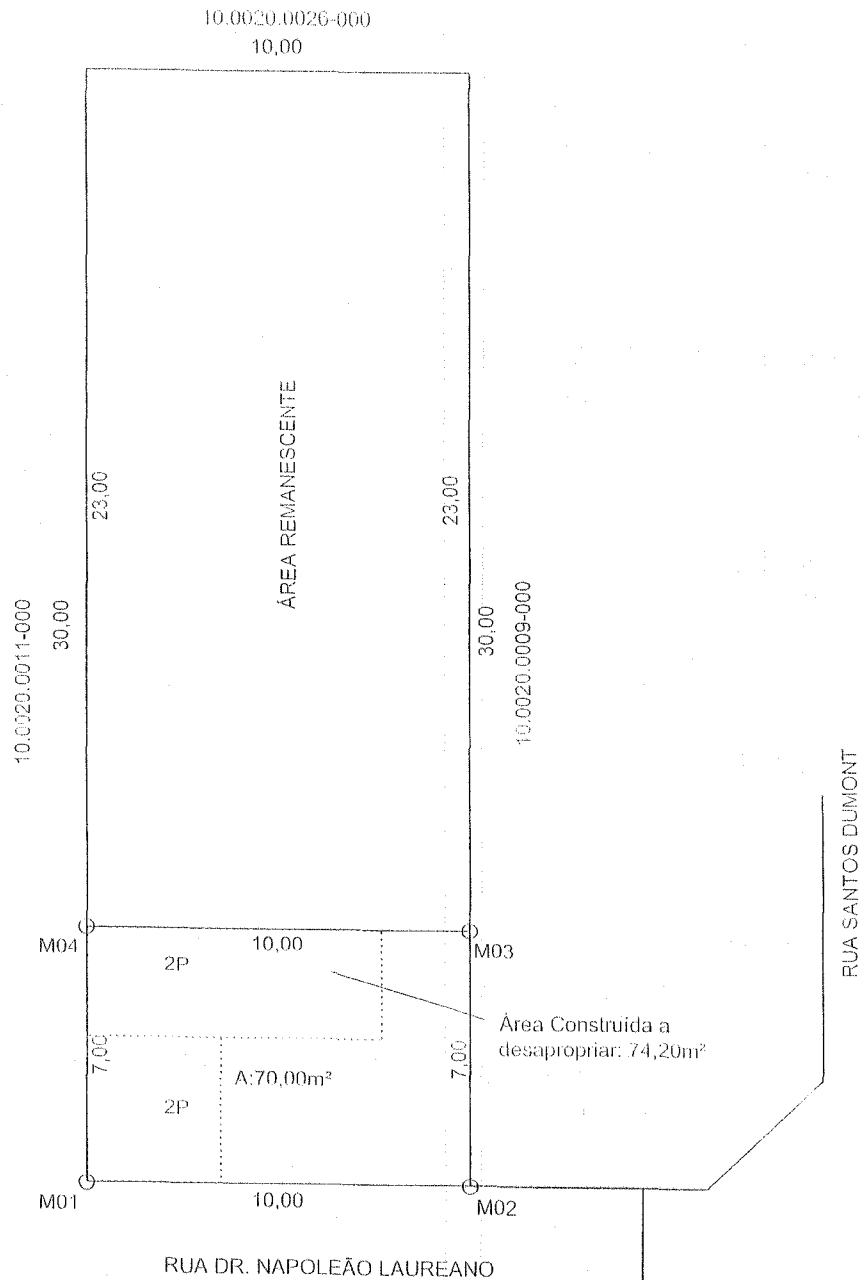 10.0020.0026-000
10,00
ÁREA REMANESCENTE
23,00
23,00
30,00
30,00
10.0020.0011-000
10.0020.0009-000
RUA SANTOS DUMONT
M04
10,00
M03
2P
Área Construída a
desapropriar: 74,20m²
7,00
7,00
A:70,00m²
2P
M01
10,00
M02
RUA DR. NAPOLEÃO LAUREANO